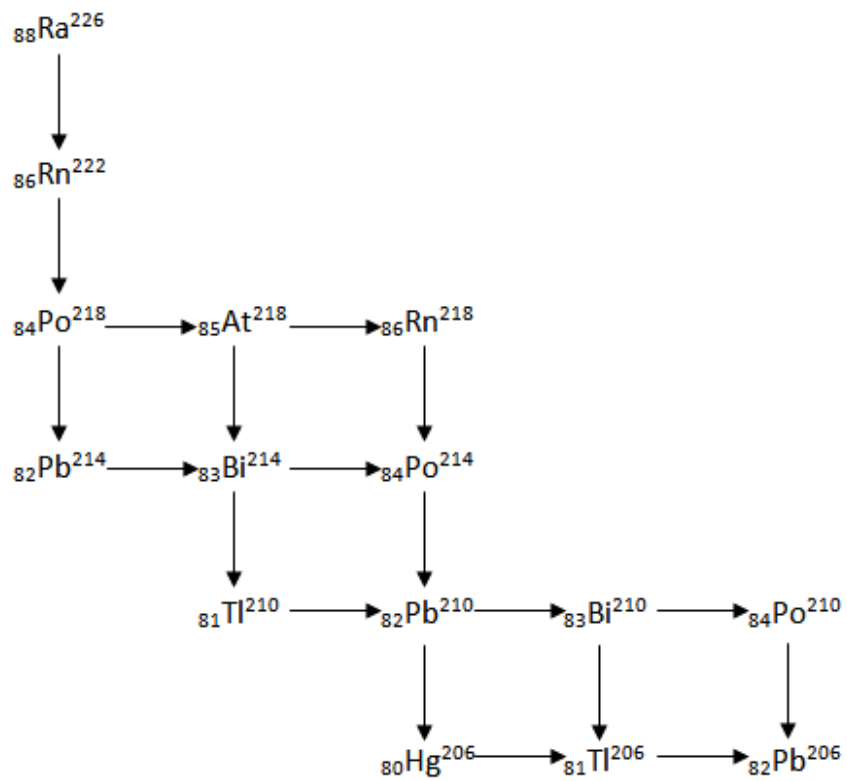 ₈₈Ra²²⁶
₈₆Rn²²²
₈₄Po²¹⁸ ₈₅At²¹⁸ ₈₆Rn²¹⁸
₈₂Pb²¹⁴ ₈₃Bi²¹⁴ ₈₄Po²¹⁴
₈₁Tl²¹⁰ ₈₂Pb²¹⁰ ₈₃Bi²¹⁰ ₈₄Po²¹⁰
₈₀Hg²⁰⁶ ₈₁Tl²⁰⁶ ₈₂Pb²⁰⁶